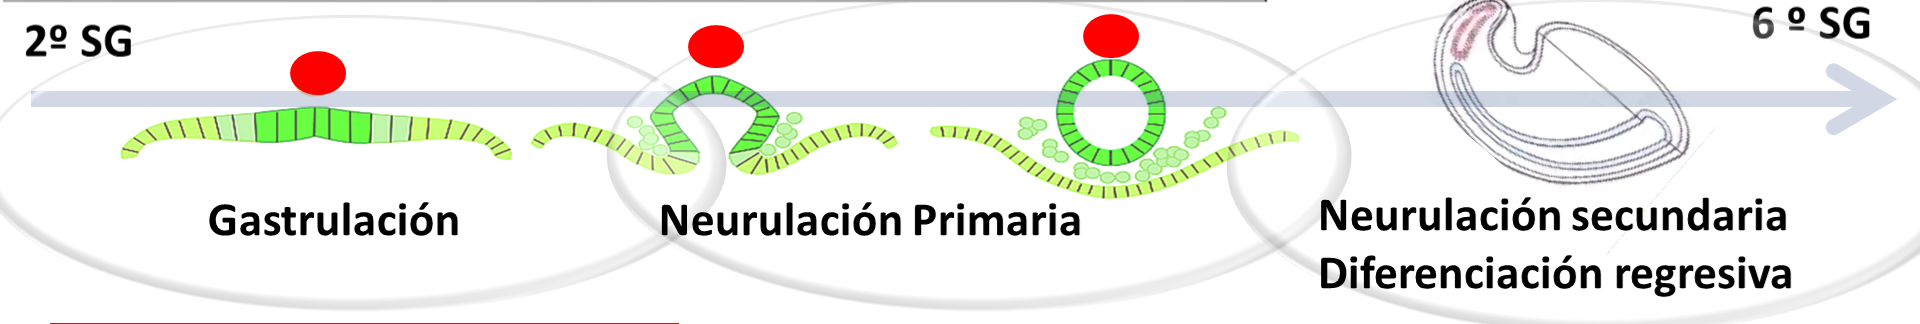 2º SG
6 º SG
Gastrulación
Neurulación Primaria
Neurulación secundaria
Diferenciación regresiva